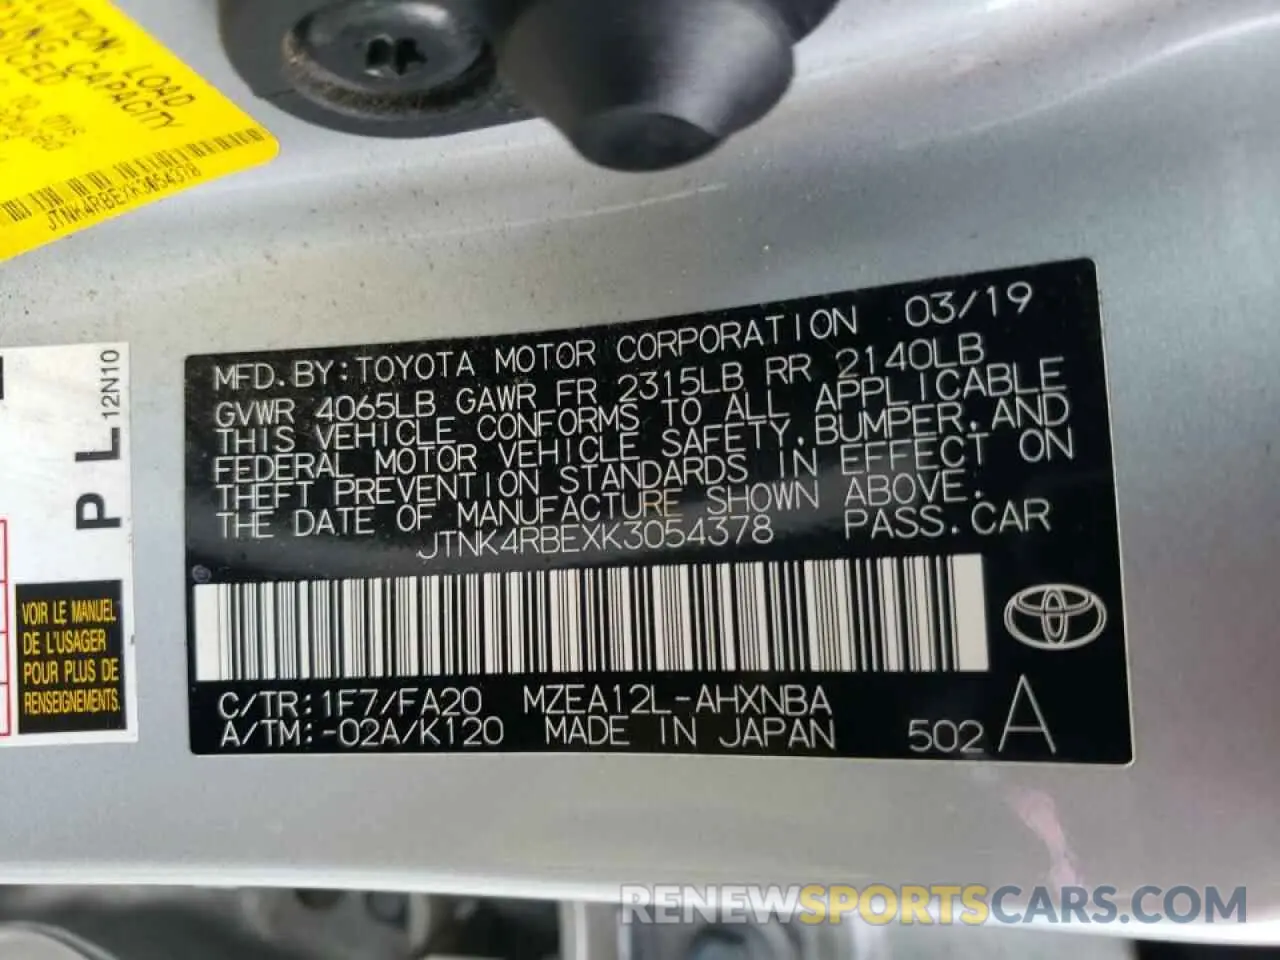 CAUTION: LOAD
CAPACITY
JTNK4RBEXK3054378
P L 12N10
VOIR LE MANUEL
DE L'USAGER
POUR PLUS DE
RENSEIGNEMENTS.
MFD. BY: TOYOTA MOTOR CORPORATION 03/19
GVWR 4065LB GAWR FR 2315LB RR 2140LB
THIS VEHICLE CONFORMS TO ALL APPLICABLE
FEDERAL MOTOR VEHICLE SAFETY, BUMPER, AND
THEFT PREVENTION STANDARDS IN EFFECT ON
THE DATE OF MANUFACTURE SHOWN ABOVE.
JTNK4RBEXK3054378 PASS. CAR
C/TR: 1F7/FA20 MZEA12L-AHXNBA
A/TM: -02A/K120 MADE IN JAPAN 502 A
RENEWSPORTSCARS.COM